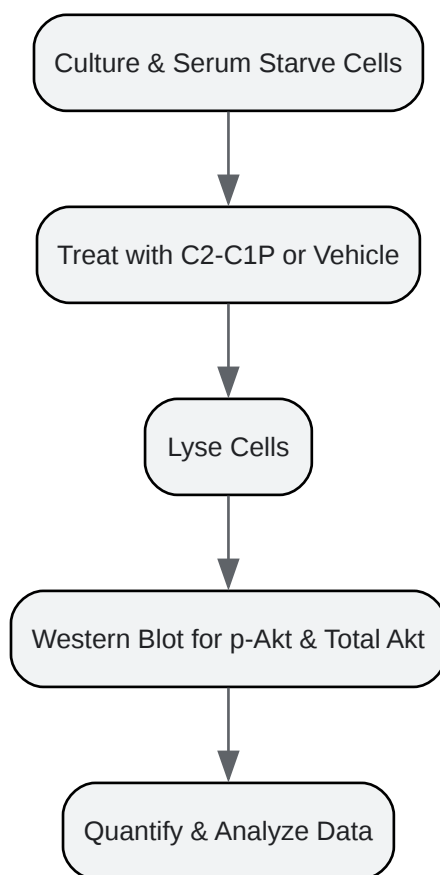 Culture & Serum Starve Cells
Treat with C2-C1P or Vehicle
Lyse Cells
Western Blot for p-Akt & Total Akt
Quantify & Analyze Data